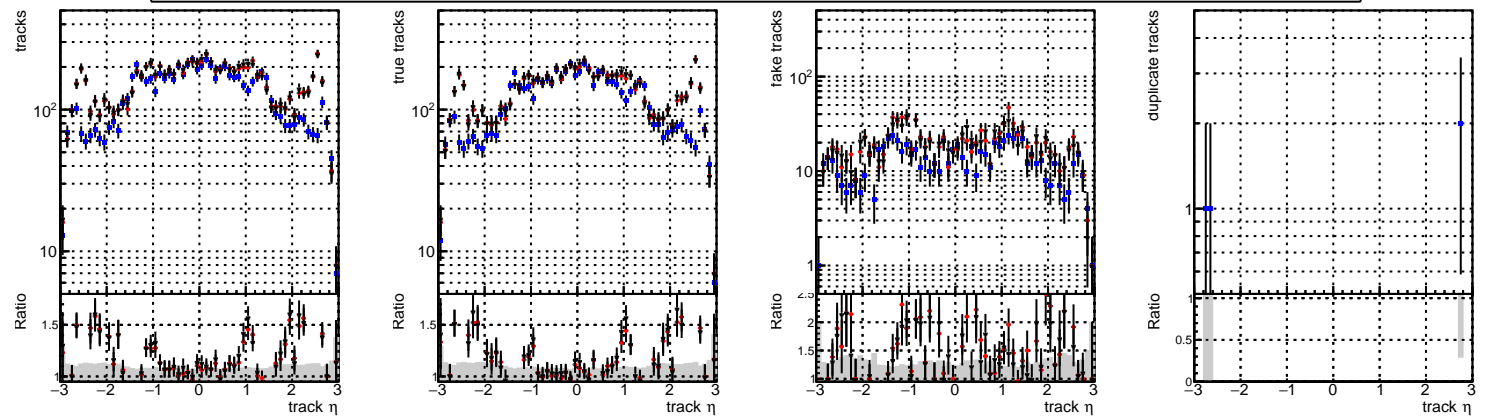 tracks
10²
10
Ratio
1.5
1
−3 −2 −1 0 1 2 3
track η
true tracks
10²
10
Ratio
1.5
1
−3 −2 −1 0 1 2 3
track η
fake tracks
10²
10
1
Ratio
2.5
2
1.5
1
−3 −2 −1 0 1 2 3
track η
duplicate tracks
1
Ratio
1
0.5
0
−3 −2 −1 0 1 2 3
track η